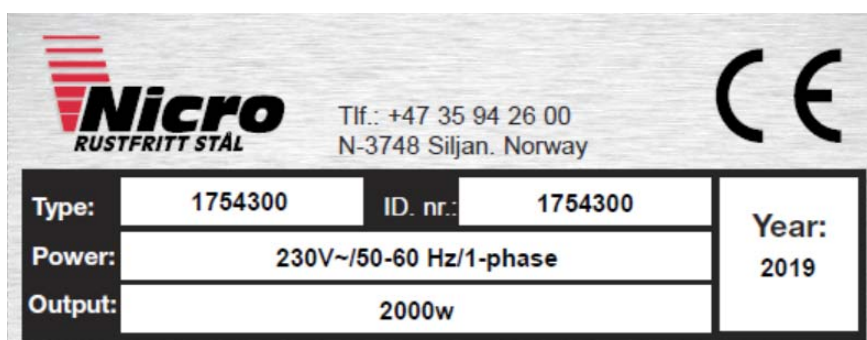 Nicro
RUSTFRITT STÅL
Tlf.: +47 35 94 26 00
N-3748 Siljan. Norway
CE
Type: 1754300 ID. nr.: 1754300
Power: 230V~/50-60 Hz/1-phase
Output: 2000w
Year:
2019